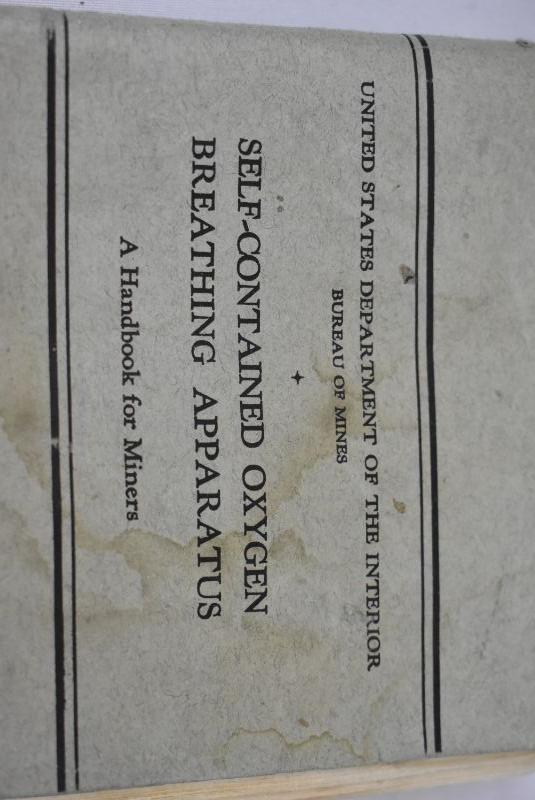 UNITED STATES DEPARTMENT OF THE INTERIOR
BUREAU OF MINES
SELF-CONTAINED OXYGEN
BREATHING APPARATUS
A Handbook for Miners